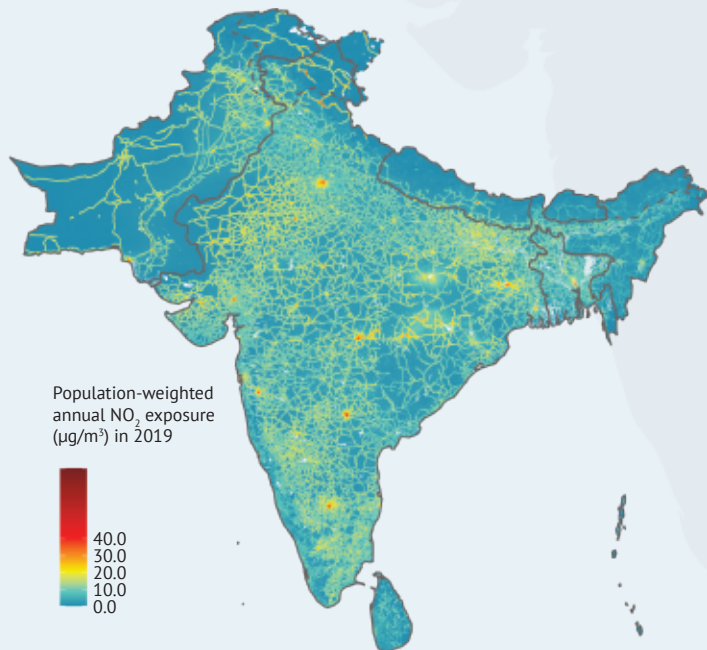 Population-weighted
annual NO₂ exposure
(µg/m³) in 2019
40.0
30.0
20.0
10.0
0.0